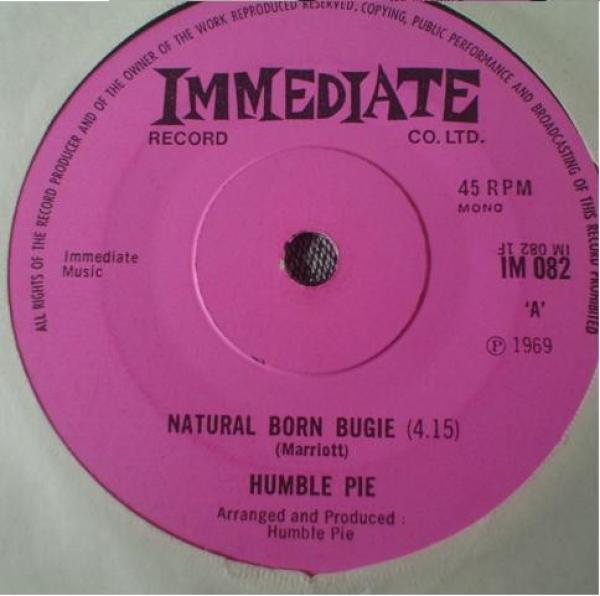 ALL RIGHTS OF THE RECORD PRODUCER AND OF THE OWNER OF THE WORK REPRODUCED RESERVED. COPYING, PUBLIC PERFORMANCE AND BROADCASTING OF THIS RECORD PROHIBITED
IMMEDIATE
RECORD CO. LTD.
45 RPM
MONO
Immediate
Music
IM 082 1F
IM 082
'A'
℗ 1969
NATURAL BORN BUGIE (4.15)
(Marriott)
HUMBLE PIE
Arranged and Produced :
Humble Pie